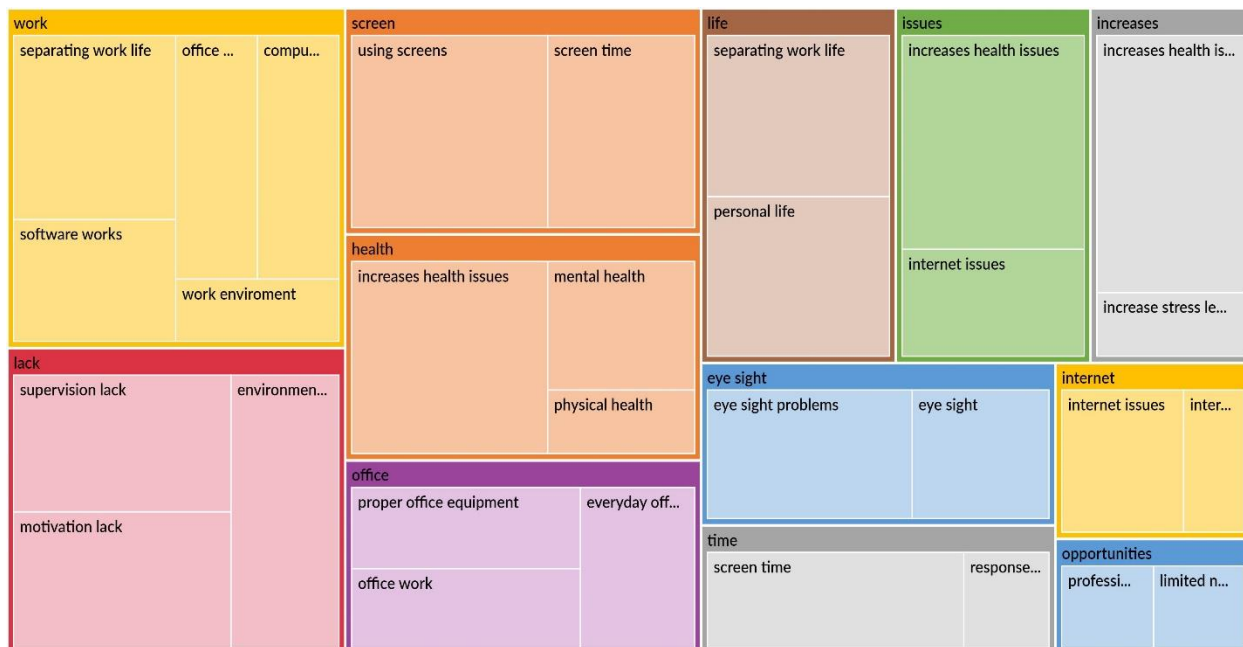 work
separating work life
office ...
compu...
software works
work enviroment
screen
using screens
screen time
life
separating work life
personal life
issues
increases health issues
internet issues
increases
increases health is...
increase stress le...
health
increases health issues
mental health
physical health
lack
supervision lack
environmen...
motivation lack
office
proper office equipment
everyday off...
office work
eye sight
eye sight problems
eye sight
internet
internet issues
inter...
time
screen time
response...
opportunities
professi...
limited n...